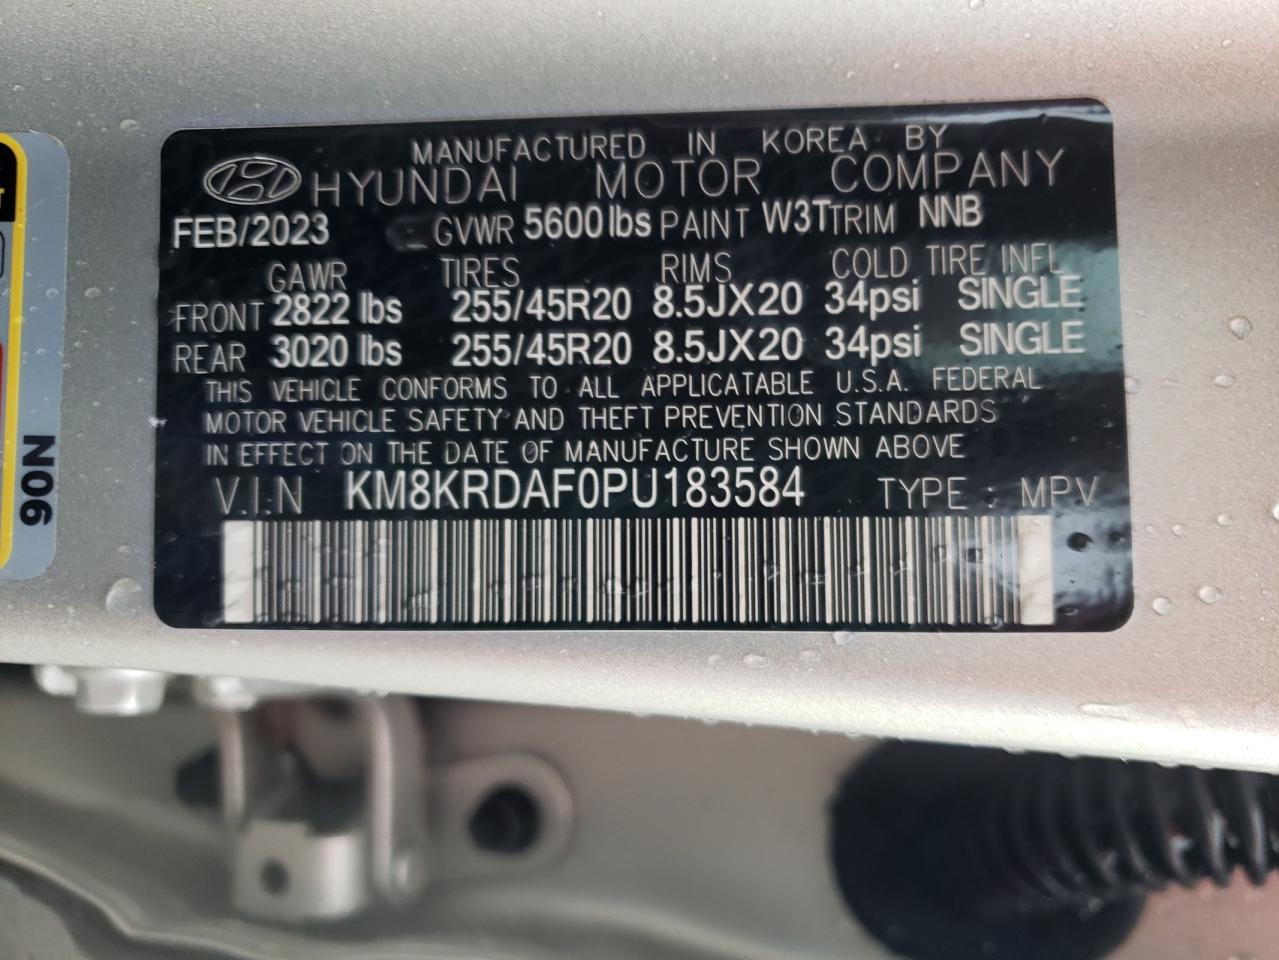 MANUFACTURED IN KOREA BY
HYUNDAI MOTOR COMPANY
FEB/2023 GVWR 5600lbs PAINT W3T TRIM NNB
GAWR TIRES RIMS COLD TIRE INFL
FRONT 2822 lbs 255/45R20 8.5JX20 34psi SINGLE
REAR 3020 lbs 255/45R20 8.5JX20 34psi SINGLE
THIS VEHICLE CONFORMS TO ALL APPLICATABLE U.S.A. FEDERAL
MOTOR VEHICLE SAFETY AND THEFT PREVENTION STANDARDS
IN EFFECT ON THE DATE OF MANUFACTURE SHOWN ABOVE
V.I.N KM8KRDAF0PU183584 TYPE : MPV
N06